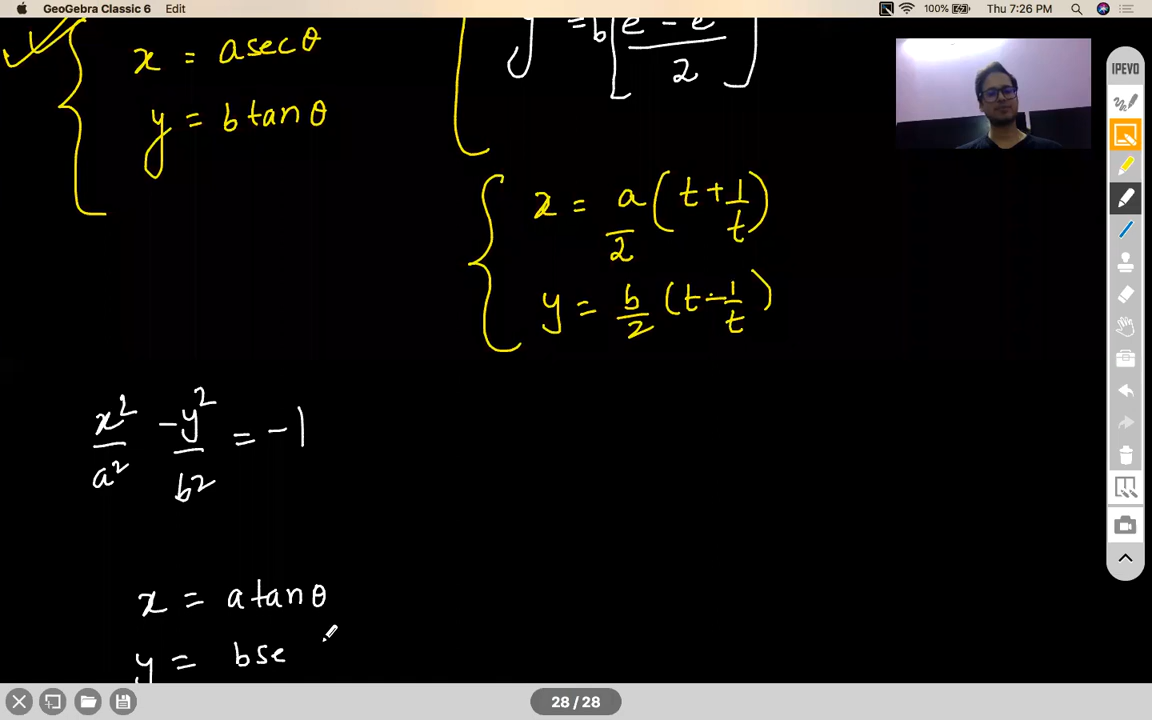 GeoGebra Classic 6 Edit 100% Thu 7:26 PM
x = a sec θ
y = b tan θ
y = b [e - e / 2]
IPEVO
x = a/2 (t + 1/t)
y = b/2 (t - 1/t)
x²/a² - y²/b² = -1
x = a tan θ
y = b se
28 / 28